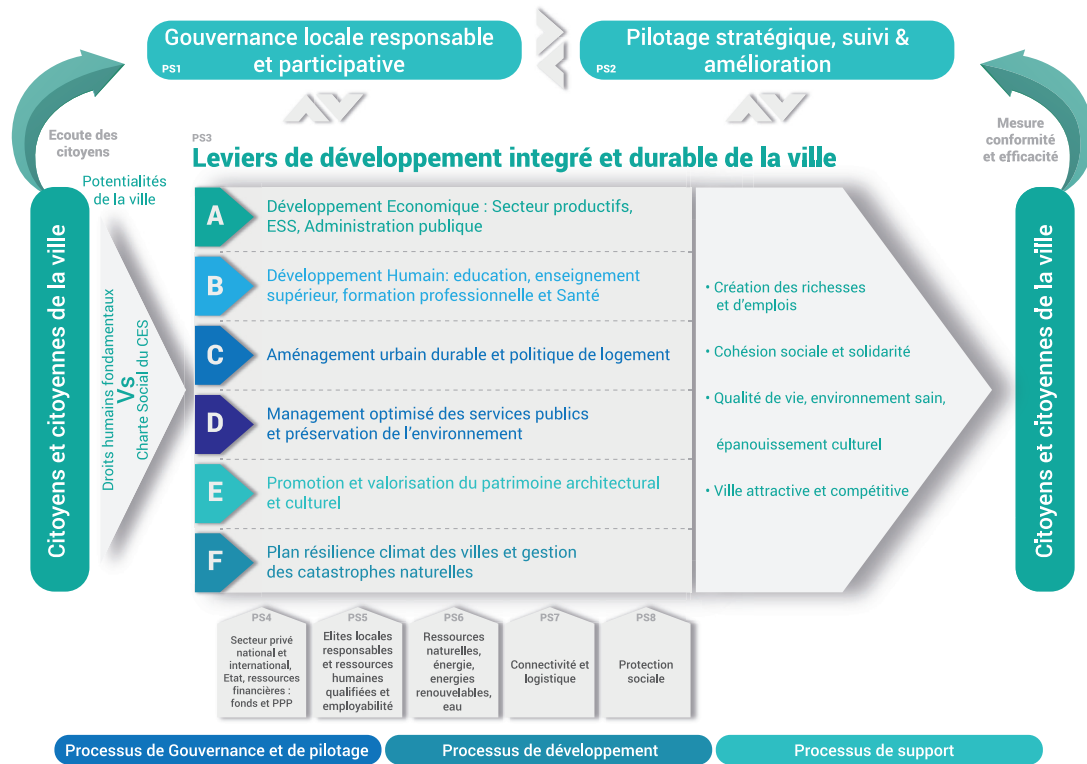 Gouvernance locale responsable
et participative
PS1
Pilotage stratégique, suivi &
amélioration
PS2
Ecoute des
citoyens
Mesure
conformité
et efficacité
PS3
Leviers de développement integré et durable de la ville
Potentialités
de la ville
Citoyens et citoyennes de la ville
Droits humains fondamentaux
Vs
Charte Social du CES
A
Développement Economique : Secteur productifs,
ESS, Administration publique
B
Développement Humain: education, enseignement
supérieur, formation professionnelle et Santé
C
Aménagement urbain durable et politique de logement
D
Management optimisé des services publics
et préservation de l'environnement
E
Promotion et valorisation du patrimoine architectural
et culturel
F
Plan résilience climat des villes et gestion
des catastrophes naturelles
• Création des richesses
et d'emplois
• Cohésion sociale et solidarité
• Qualité de vie, environnement sain,
épanouissement culturel
• Ville attractive et compétitive
Citoyens et citoyennes de la ville
PS4
Secteur privé
national et
international,
Etat, ressources
financières :
fonds et PPP
PS5
Elites locales
responsables
et ressources
humaines
qualifiées et
employabilité
PS6
Ressources
naturelles,
énergie,
energies
renouvelables,
eau
PS7
Connectivité et
logistique
PS8
Protection
sociale
Processus de Gouvernance et de pilotage
Processus de développement
Processus de support